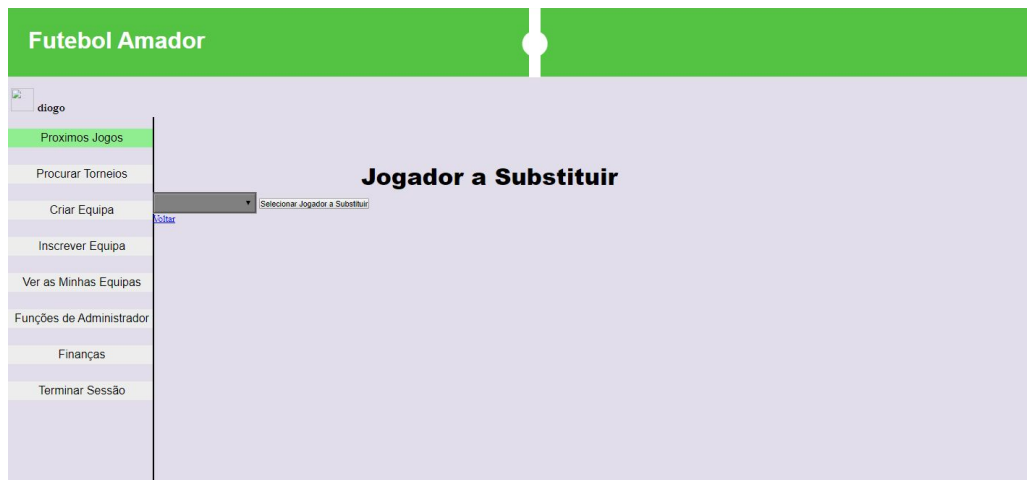 Futebol Amador
diogo
Proximos Jogos
Procurar Torneios
Criar Equipa
Inscrever Equipa
Ver as Minhas Equipas
Funções de Administrador
Finanças
Terminar Sessão
Jogador a Substituir
Selecionar Jogador a Substituir
Voltar